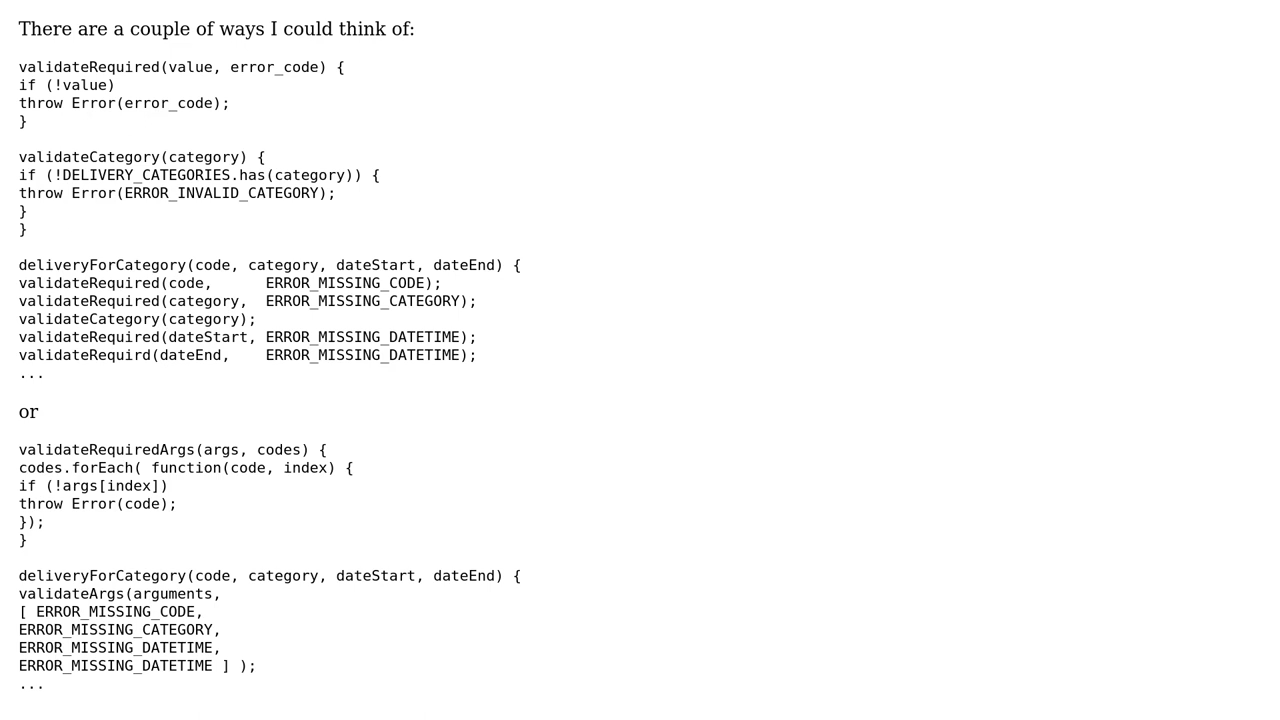 There are a couple of ways I could think of:
validateRequired(value, error_code) {
if (!value)
throw Error(error_code);
}
validateCategory(category) {
if (!DELIVERY_CATEGORIES.has(category)) {
throw Error(ERROR_INVALID_CATEGORY);
}
}
deliveryForCategory(code, category, dateStart, dateEnd) {
validateRequired(code,      ERROR_MISSING_CODE);
validateRequired(category,  ERROR_MISSING_CATEGORY);
validateCategory(category);
validateRequired(dateStart, ERROR_MISSING_DATETIME);
validateRequird(dateEnd,    ERROR_MISSING_DATETIME);
...
or
validateRequiredArgs(args, codes) {
codes.forEach( function(code, index) {
if (!args[index])
throw Error(code);
});
}
deliveryForCategory(code, category, dateStart, dateEnd) {
validateArgs(arguments,
[ ERROR_MISSING_CODE,
ERROR_MISSING_CATEGORY,
ERROR_MISSING_DATETIME,
ERROR_MISSING_DATETIME ] );
...